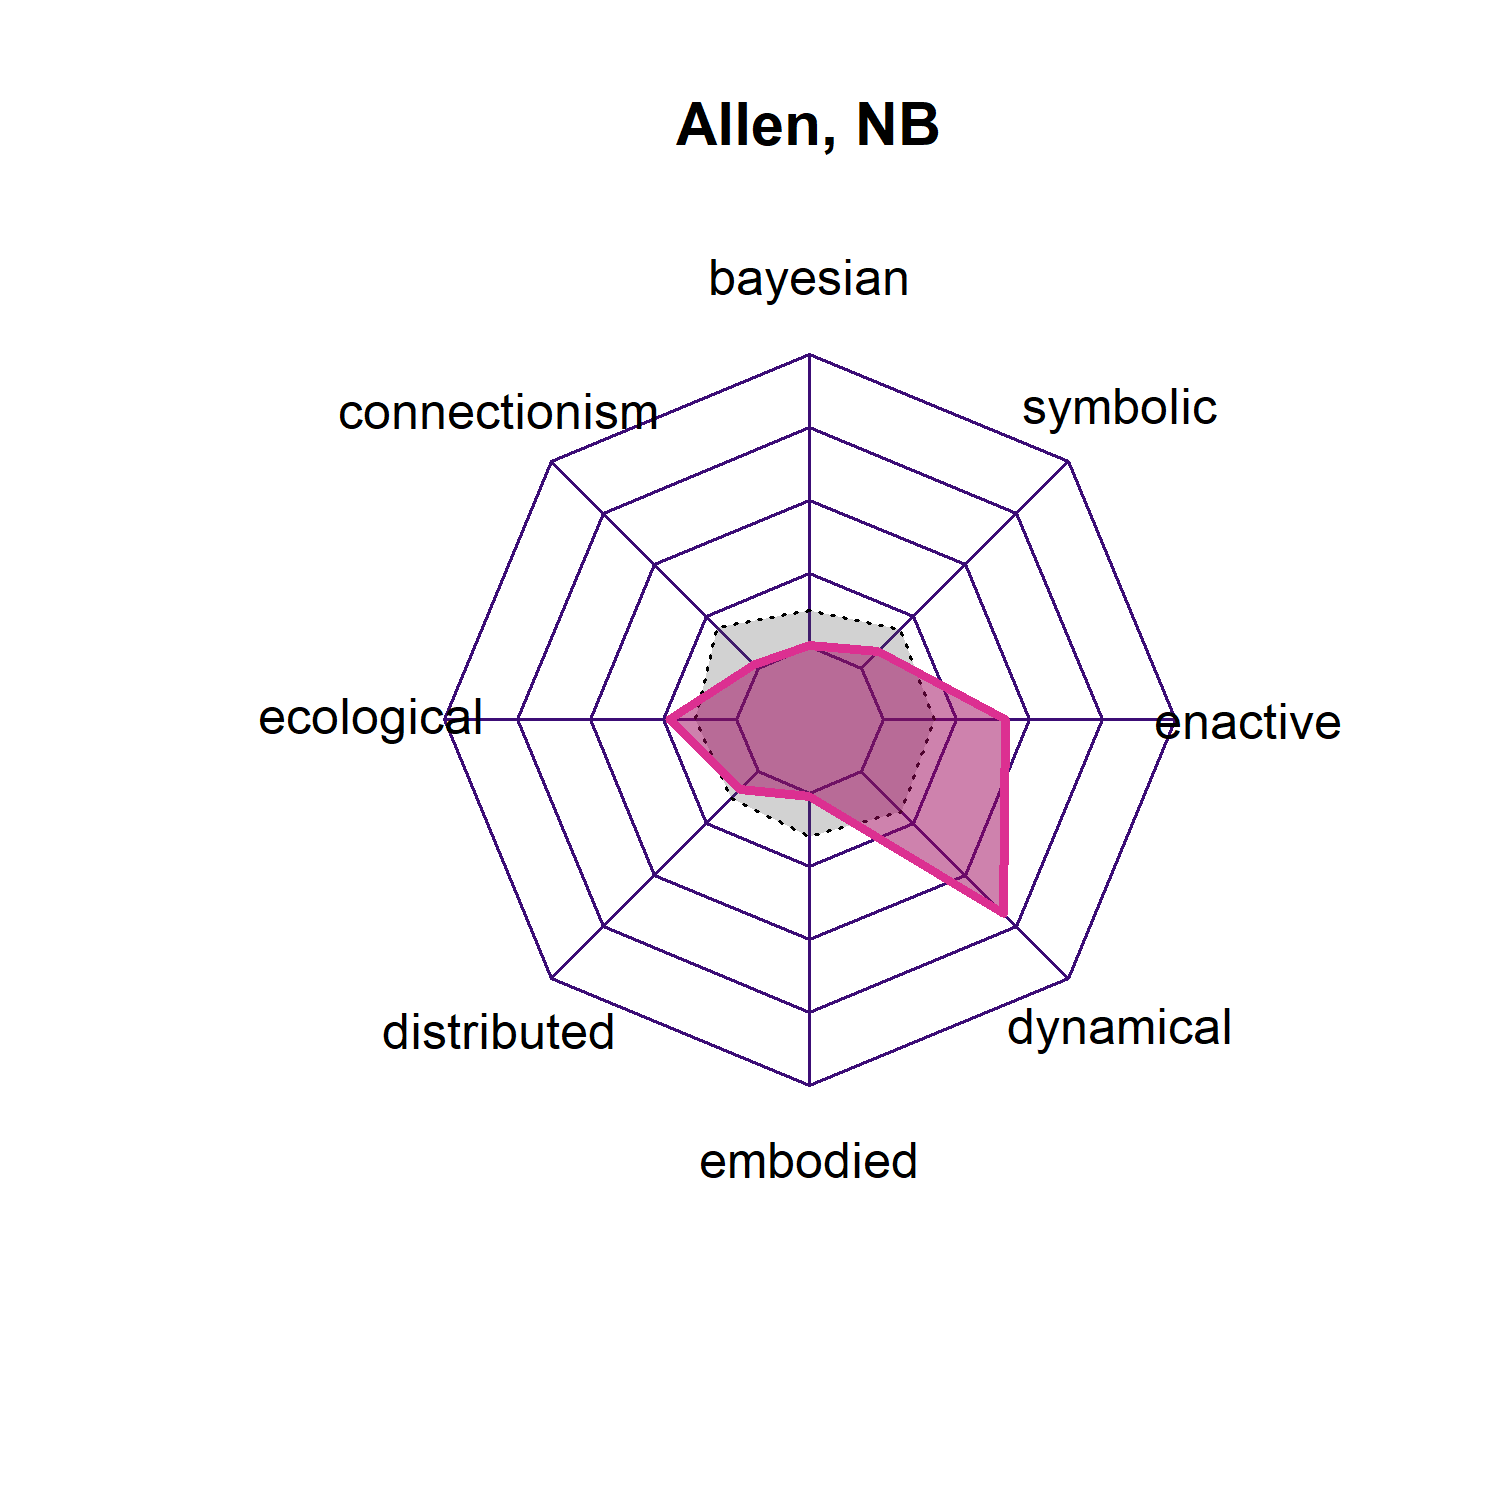 Allen, NB
bayesian
symbolic
connectionism
ecological
enactive
distributed
dynamical
embodied